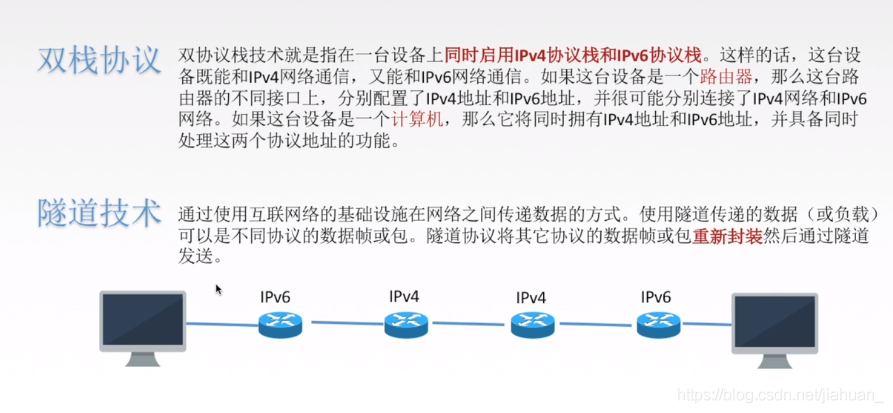 双栈协议
双协议栈技术就是指在一台设备上同时启用IPv4协议栈和IPv6协议栈。这样的话，这台设
备既能和IPv4网络通信，又能和IPv6网络通信。如果这台设备是一个路由器，那么这台路
由器的不同接口上，分别配置了IPv4地址和IPv6地址，并很可能分别连接了IPv4网络和IPv6
网络。如果这台设备是一个计算机，那么它将同时拥有IPv4地址和IPv6地址，并具备同时
处理这两个协议地址的功能。
隧道技术
通过使用互联网络的基础设施在网络之间传递数据的方式。使用隧道传递的数据（或负载）
可以是不同协议的数据帧或包。隧道协议将其它协议的数据帧或包重新封装然后通过隧道
发送。
IPv6
IPv4
IPv4
IPv6
https://blog.csdn.net/jiahuan_